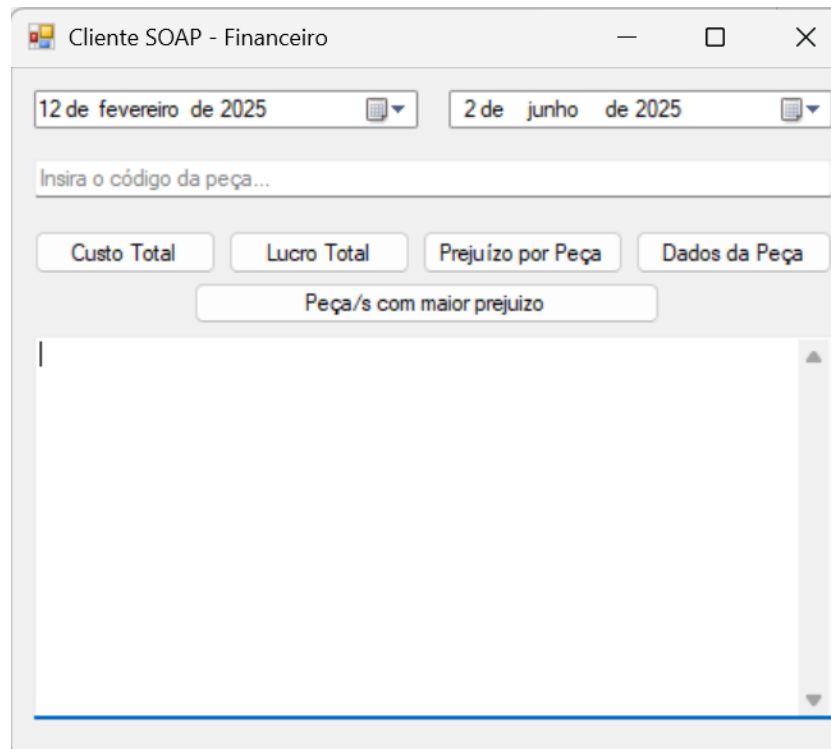 Cliente SOAP - Financeiro
12 de fevereiro de 2025 2 de junho de 2025
Insira o código da peça...
Custo Total Lucro Total Prejuízo por Peça Dados da Peça
Peça/s com maior prejuizo